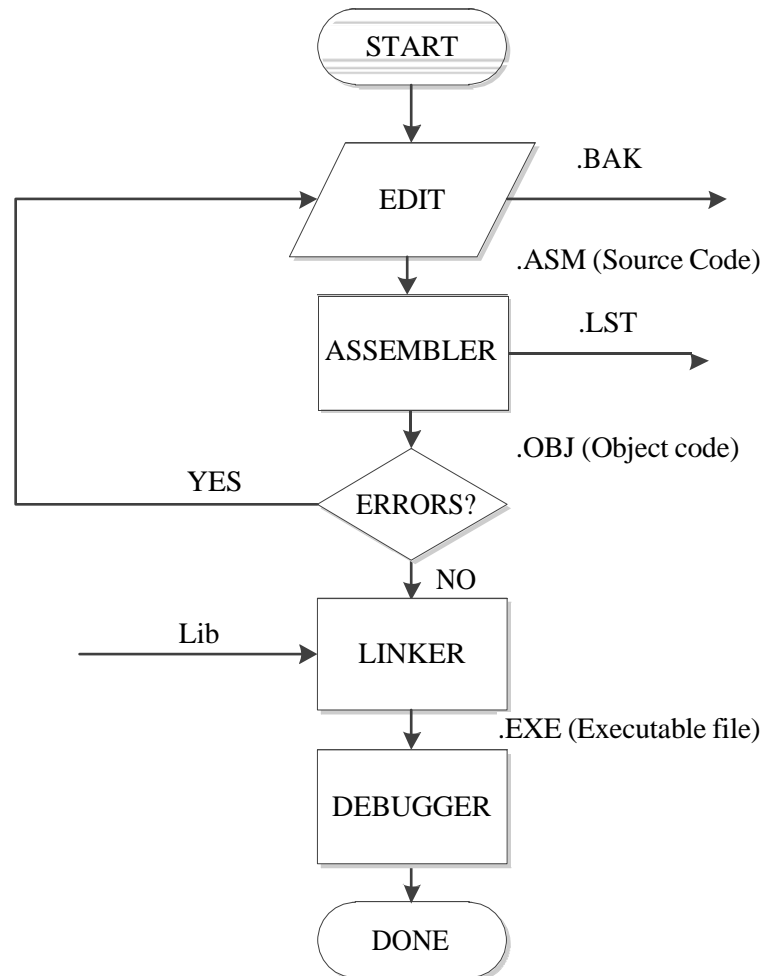 START
.BAK
EDIT
.ASM (Source Code)
.LST
ASSEMBLER
.OBJ (Object code)
YES
ERRORS?
NO
Lib
LINKER
.EXE (Executable file)
DEBUGGER
DONE